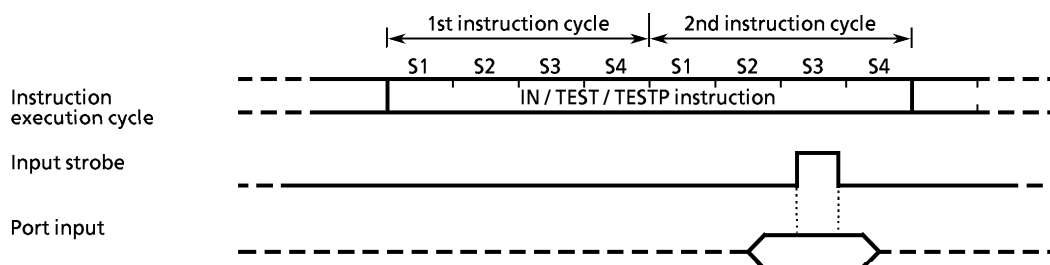 1st instruction cycle 2nd instruction cycle
S1 S2 S3 S4 S1 S2 S3 S4
Instruction
execution cycle
IN / TEST / TESTP instruction
Input strobe
Port input